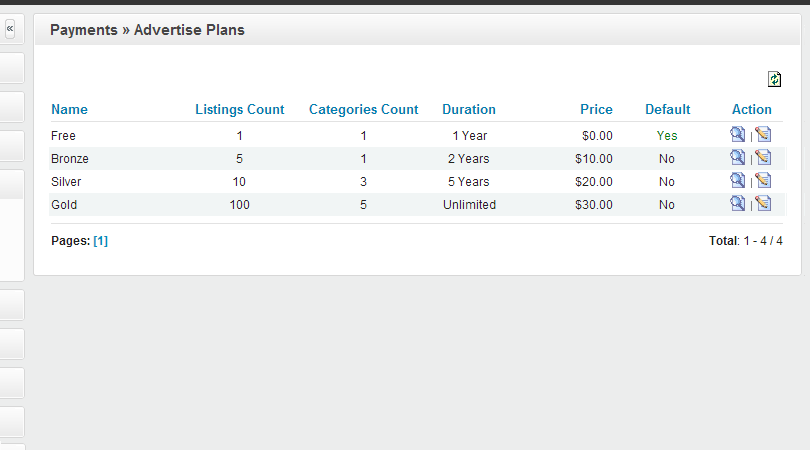 «
Payments » Advertise Plans
Name Listings Count Categories Count Duration Price Default Action
Free 1 1 1 Year $0.00 Yes |
Bronze 5 1 2 Years $10.00 No |
Silver 10 3 5 Years $20.00 No |
Gold 100 5 Unlimited $30.00 No |
Pages: [1] Total: 1 - 4 / 4